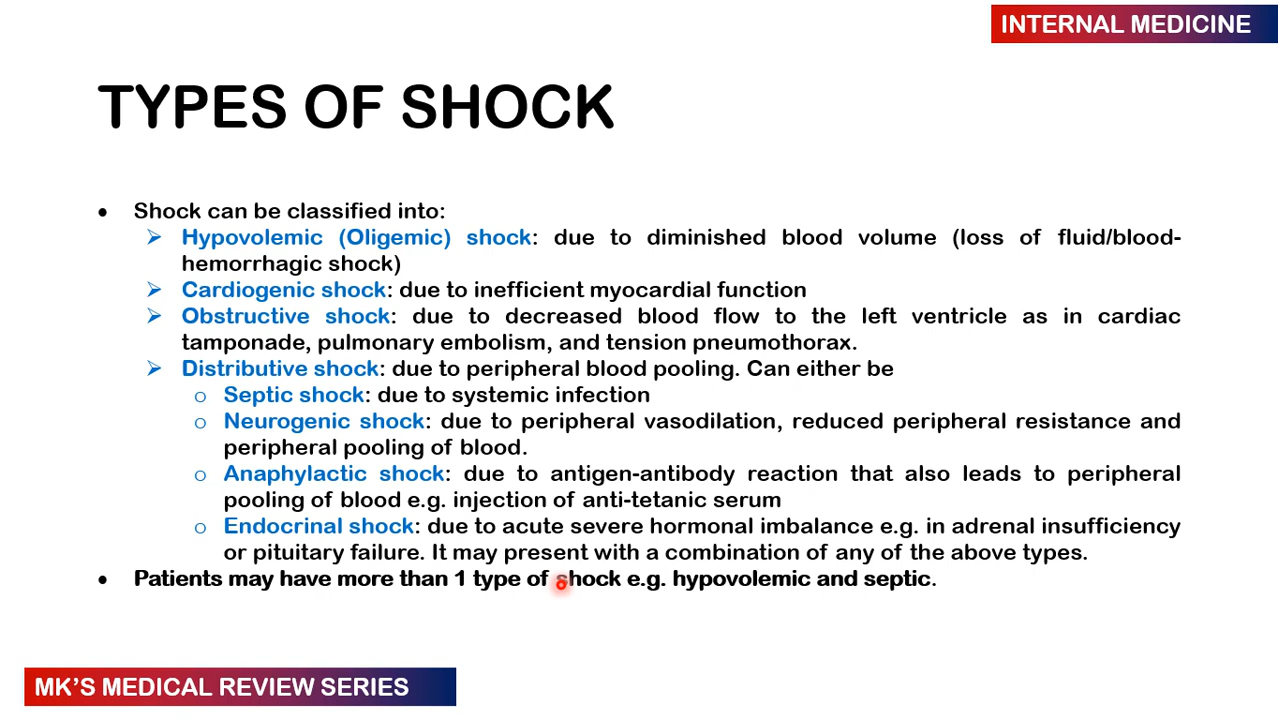 INTERNAL MEDICINE
TYPES OF SHOCK
• Shock can be classified into:
➢ Hypovolemic (Oligemic) shock: due to diminished blood volume (loss of fluid/blood-
hemorrhagic shock)
➢ Cardiogenic shock: due to inefficient myocardial function
➢ Obstructive shock: due to decreased blood flow to the left ventricle as in cardiac
tamponade, pulmonary embolism, and tension pneumothorax.
➢ Distributive shock: due to peripheral blood pooling. Can either be
o Septic shock: due to systemic infection
o Neurogenic shock: due to peripheral vasodilation, reduced peripheral resistance and
peripheral pooling of blood.
o Anaphylactic shock: due to antigen-antibody reaction that also leads to peripheral
pooling of blood e.g. injection of anti-tetanic serum
o Endocrinal shock: due to acute severe hormonal imbalance e.g. in adrenal insufficiency
or pituitary failure. It may present with a combination of any of the above types.
• Patients may have more than 1 type of shock e.g. hypovolemic and septic.
MK'S MEDICAL REVIEW SERIES